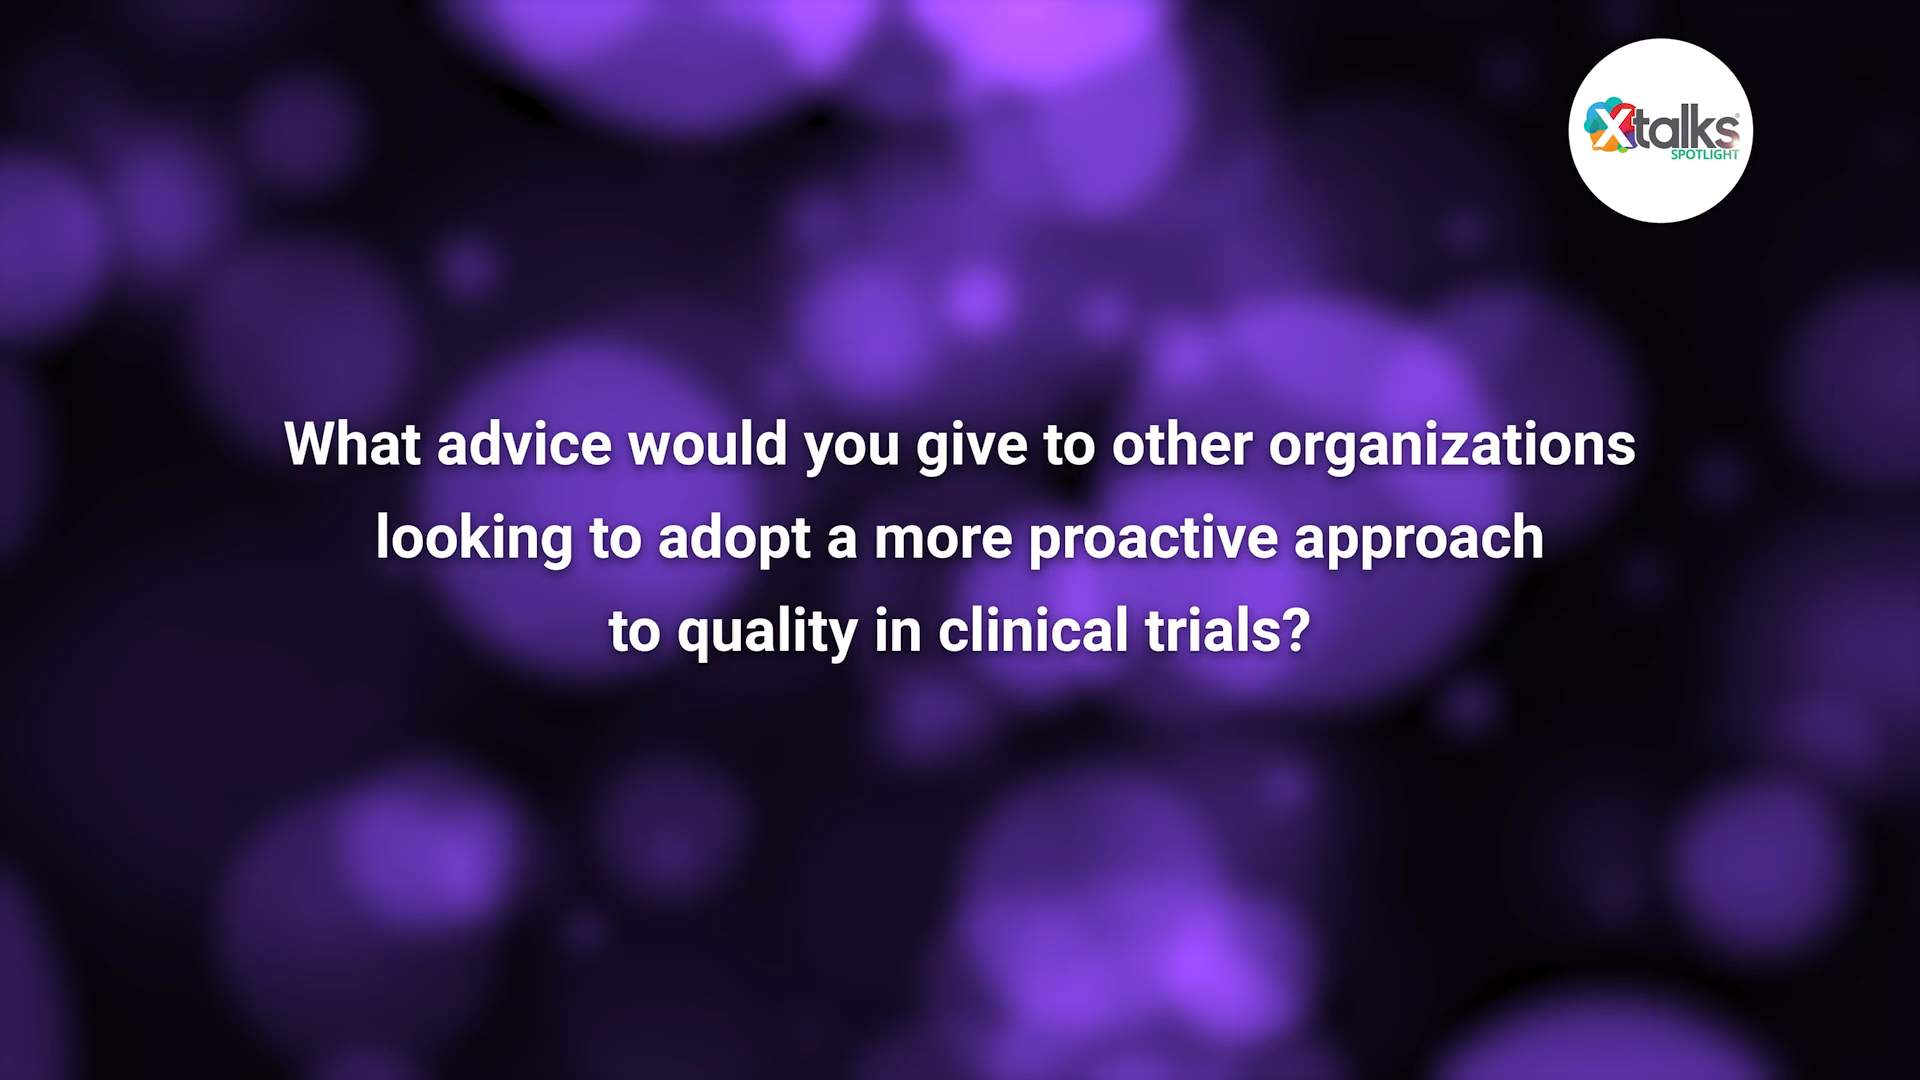 Xtalks
SPOTLIGHT
What advice would you give to other organizations
looking to adopt a more proactive approach
to quality in clinical trials?